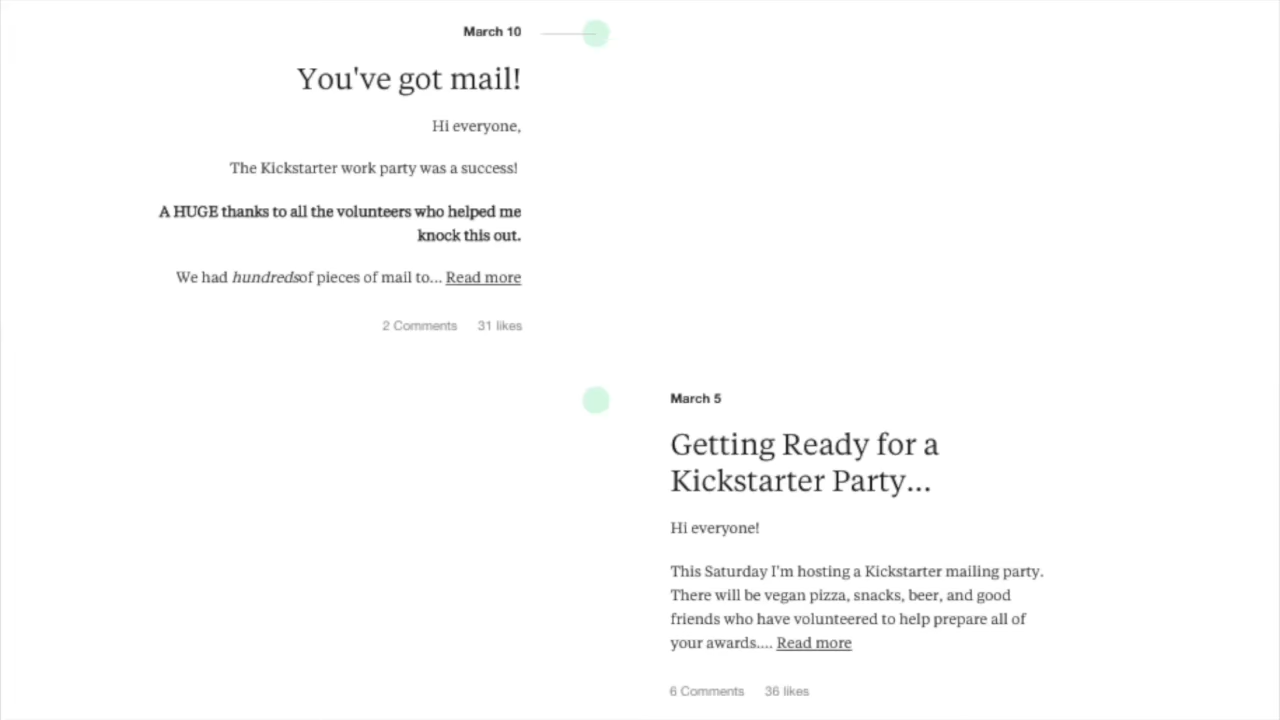 March 10
You've got mail!
Hi everyone,
The Kickstarter work party was a success!
A HUGE thanks to all the volunteers who helped me
knock this out.
We had hundredsof pieces of mail to... Read more
2 Comments 31 likes
March 5
Getting Ready for a
Kickstarter Party...
Hi everyone!
This Saturday I'm hosting a Kickstarter mailing party.
There will be vegan pizza, snacks, beer, and good
friends who have volunteered to help prepare all of
your awards.... Read more
6 Comments 36 likes